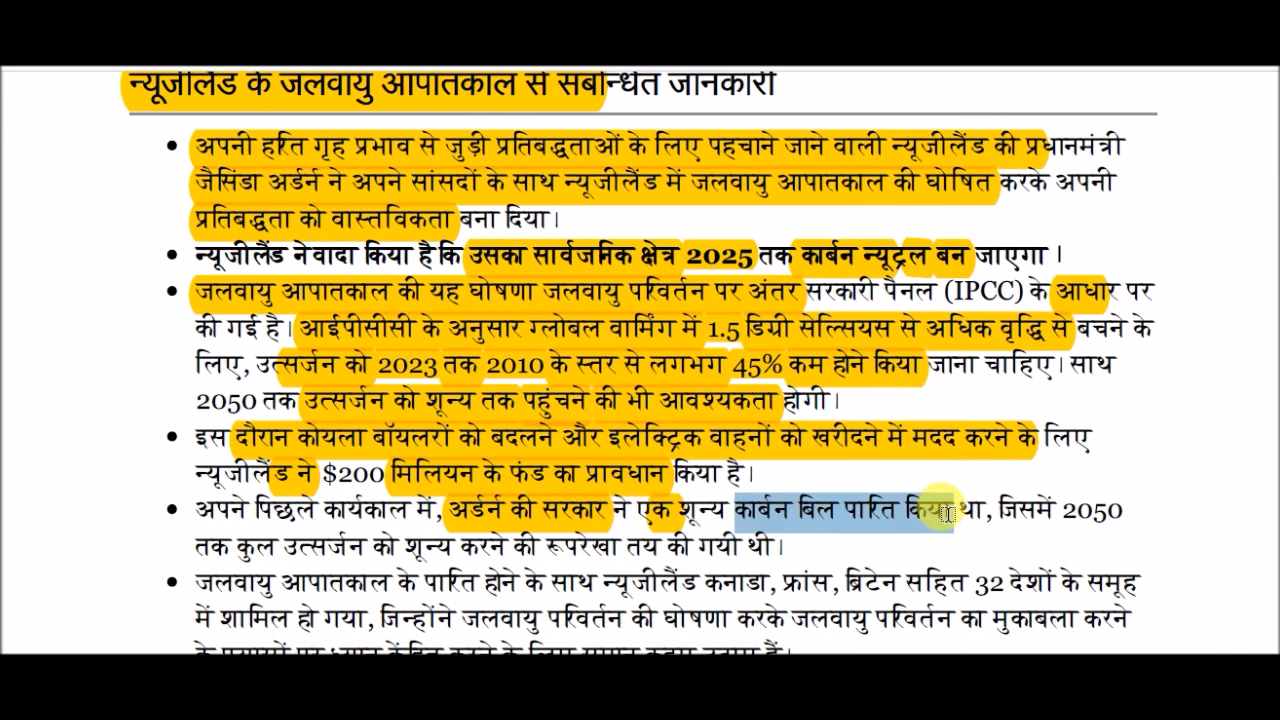 न्यूजीलैंड के जलवायु आपातकाल से संबन्धित जानकारी
• अपनी हरित गृह प्रभाव से जुड़ी प्रतिबद्धताओं के लिए पहचाने जाने वाली न्यूजीलैंड की प्रधानमंत्री
जैसिंडा अर्डर्न ने अपने सांसदों के साथ न्यूजीलैंड में जलवायु आपातकाल की घोषित करके अपनी
प्रतिबद्धता को वास्तविकता बना दिया।
• न्यूजीलैंड ने वादा किया है कि उसका सार्वजनिक क्षेत्र 2025 तक कार्बन न्यूट्रल बन जाएगा ।
• जलवायु आपातकाल की यह घोषणा जलवायु परिवर्तन पर अंतर सरकारी पैनल (IPCC) के आधार पर
की गई है। आईपीसीसी के अनुसार ग्लोबल वार्मिंग में 1.5 डिग्री सेल्सियस से अधिक वृद्धि से बचने के
लिए, उत्सर्जन को 2023 तक 2010 के स्तर से लगभग 45% कम होने किया जाना चाहिए। साथ
2050 तक उत्सर्जन को शून्य तक पहुंचने की भी आवश्यकता होगी।
• इस दौरान कोयला बॉयलरों को बदलने और इलेक्ट्रिक वाहनों को खरीदने में मदद करने के लिए
न्यूजीलैंड ने $200 मिलियन के फंड का प्रावधान किया है।
• अपने पिछले कार्यकाल में, अर्डर्न की सरकार ने एक शून्य कार्बन बिल पारित किया था, जिसमें 2050
तक कुल उत्सर्जन को शून्य करने की रूपरेखा तय की गयी थी।
• जलवायु आपातकाल के पारित होने के साथ न्यूजीलैंड कनाडा, फ्रांस, ब्रिटेन सहित 32 देशों के समूह
में शामिल हो गया, जिन्होंने जलवायु परिवर्तन की घोषणा करके जलवायु परिवर्तन का मुकाबला करने